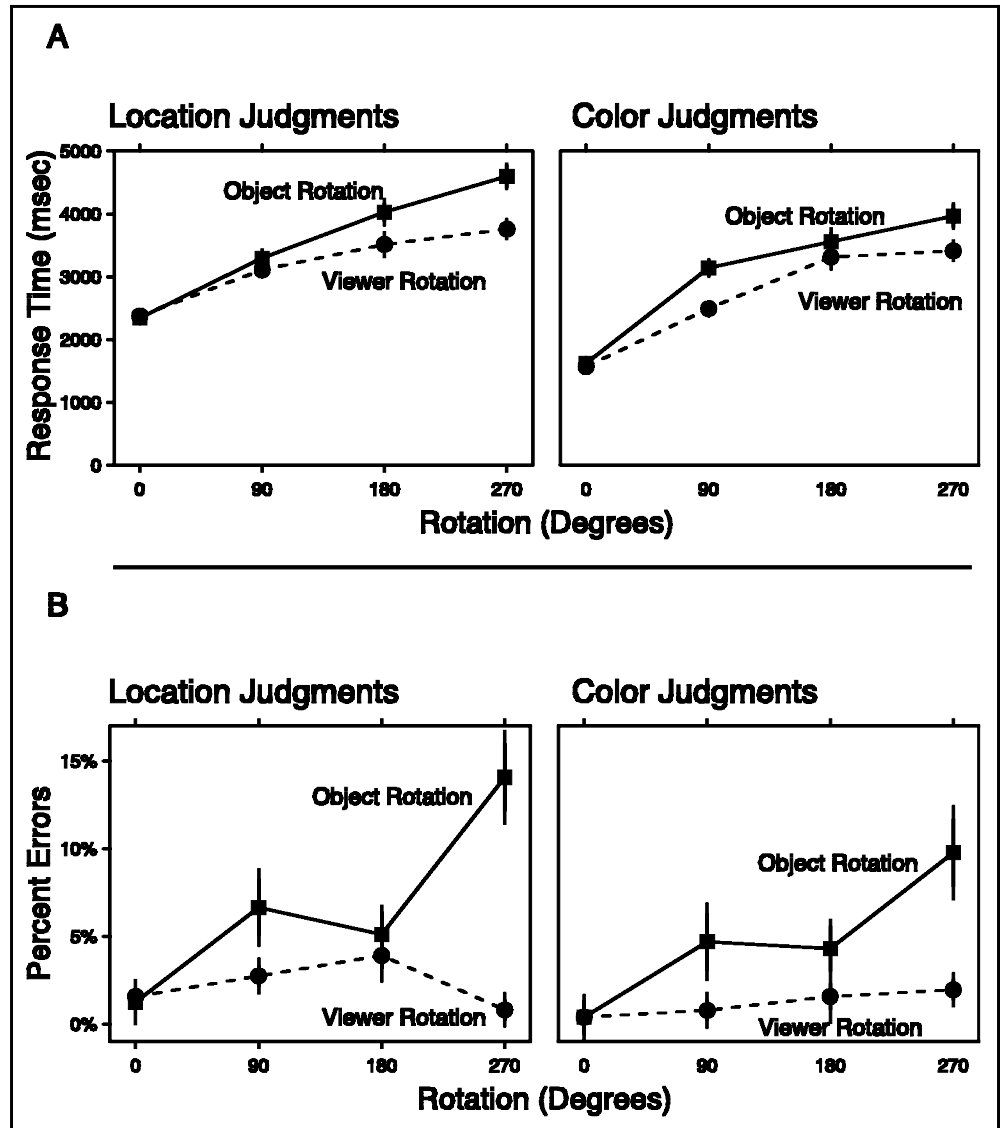 A
Location Judgments
Color Judgments
Response Time (msec)
5000
4000
3000
2000
1000
0
Object Rotation
Viewer Rotation
Object Rotation
Viewer Rotation
0 90 180 270
0 90 180 270
Rotation (Degrees)
B
Location Judgments
Color Judgments
Percent Errors
15%
10%
5%
0%
Object Rotation
Viewer Rotation
Object Rotation
Viewer Rotation
0 90 180 270
0 90 180 270
Rotation (Degrees)